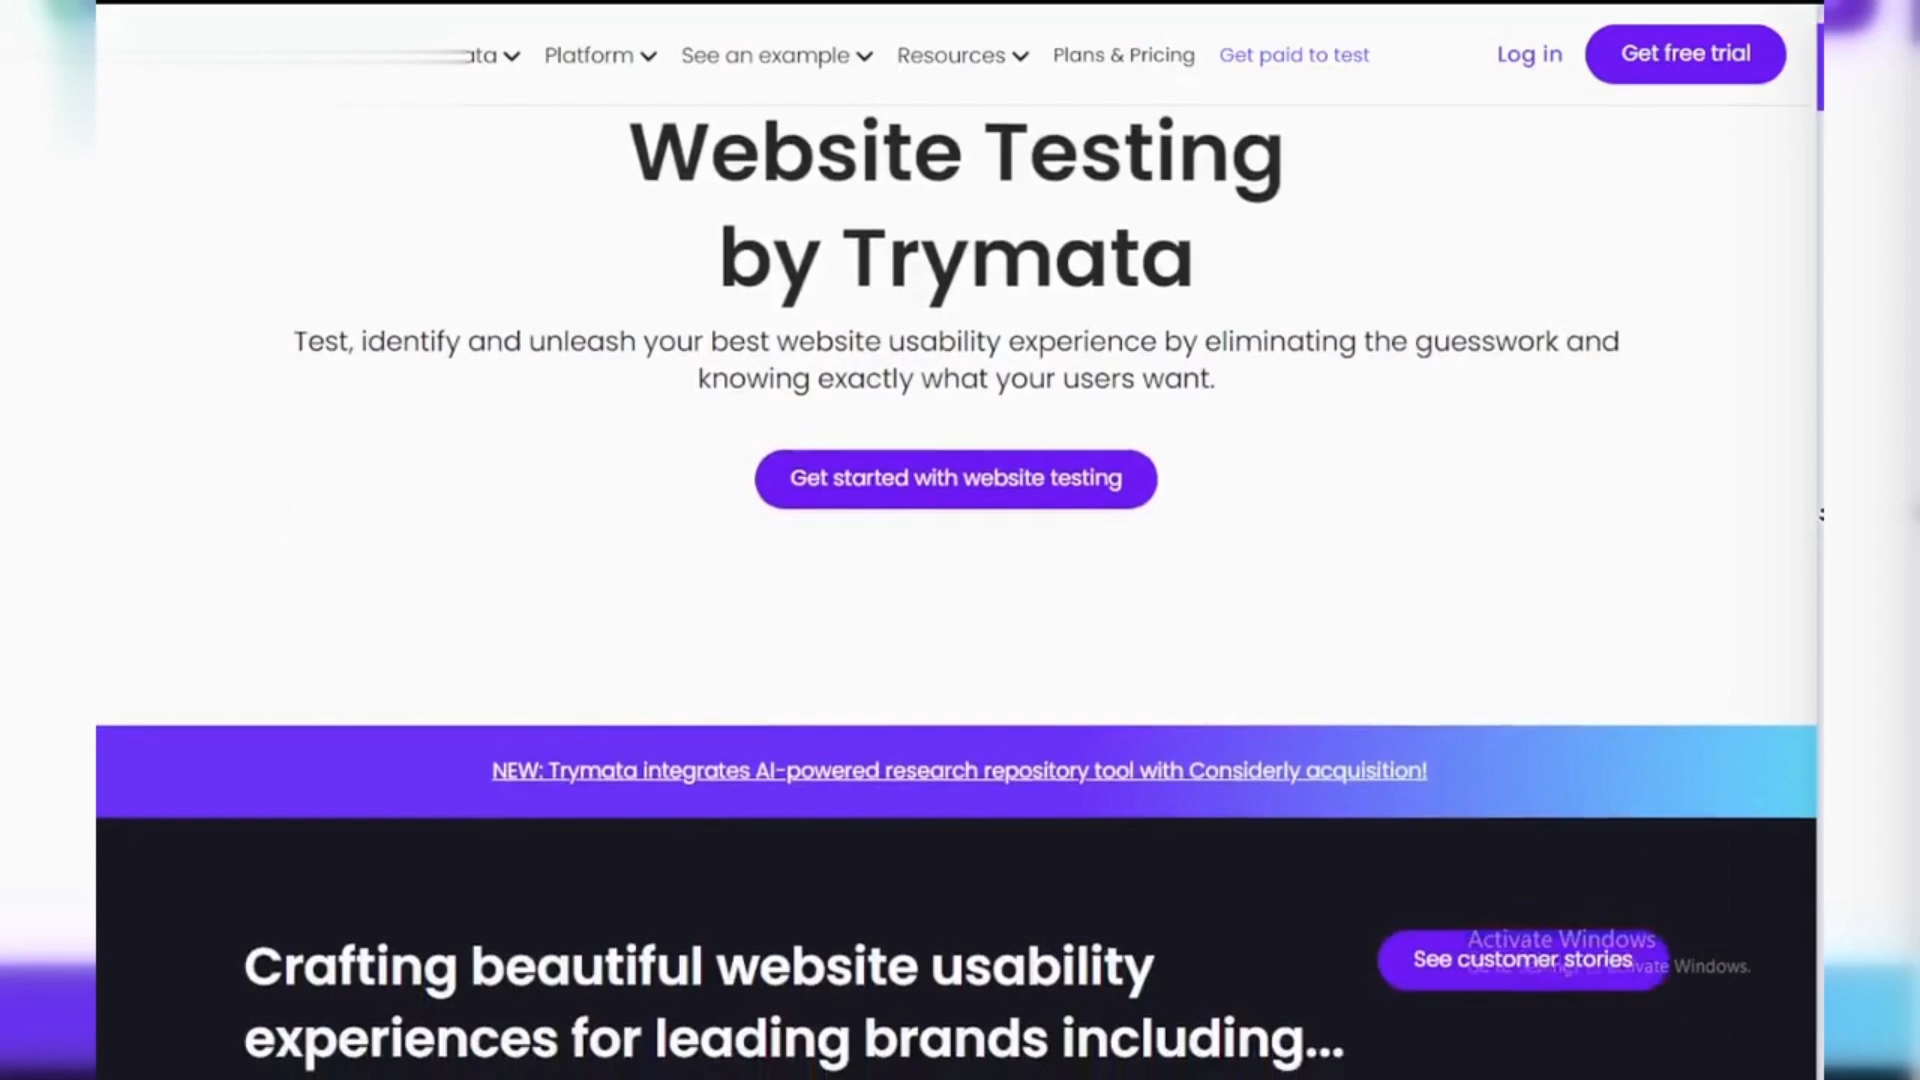 ata Platform See an example Resources Plans & Pricing Get paid to test Log in Get free trial
Website Testing
by Trymata
Test, identify and unleash your best website usability experience by eliminating the guesswork and
knowing exactly what your users want.
Get started with website testing
NEW: Trymata integrates AI-powered research repository tool with Considerly acquisition!
Crafting beautiful website usability
experiences for leading brands including...
Activate Windows
See customer stories
Windows.